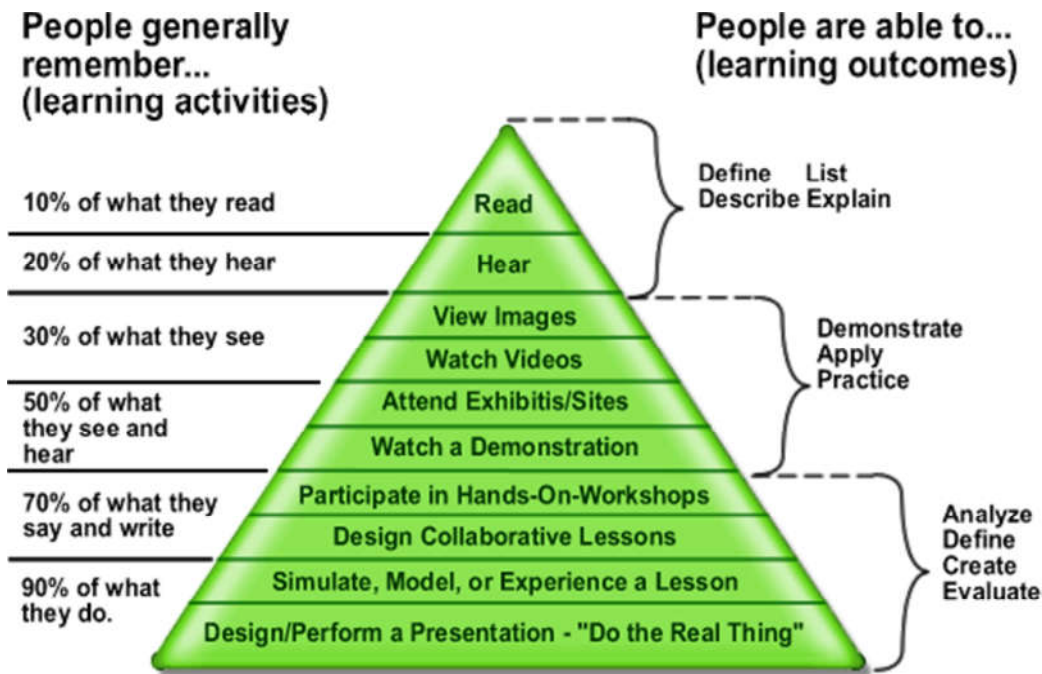 People generally
remember...
(learning activities)
People are able to...
(learning outcomes)
10% of what they read
20% of what they hear
30% of what they see
50% of what
they see and
hear
70% of what they
say and write
90% of what
they do.
Read
Hear
View Images
Watch Videos
Attend Exhibitis/Sites
Watch a Demonstration
Participate in Hands-On-Workshops
Design Collaborative Lessons
Simulate, Model, or Experience a Lesson
Design/Perform a Presentation - "Do the Real Thing"
Define List
Describe Explain
Demonstrate
Apply
Practice
Analyze
Define
Create
Evaluate